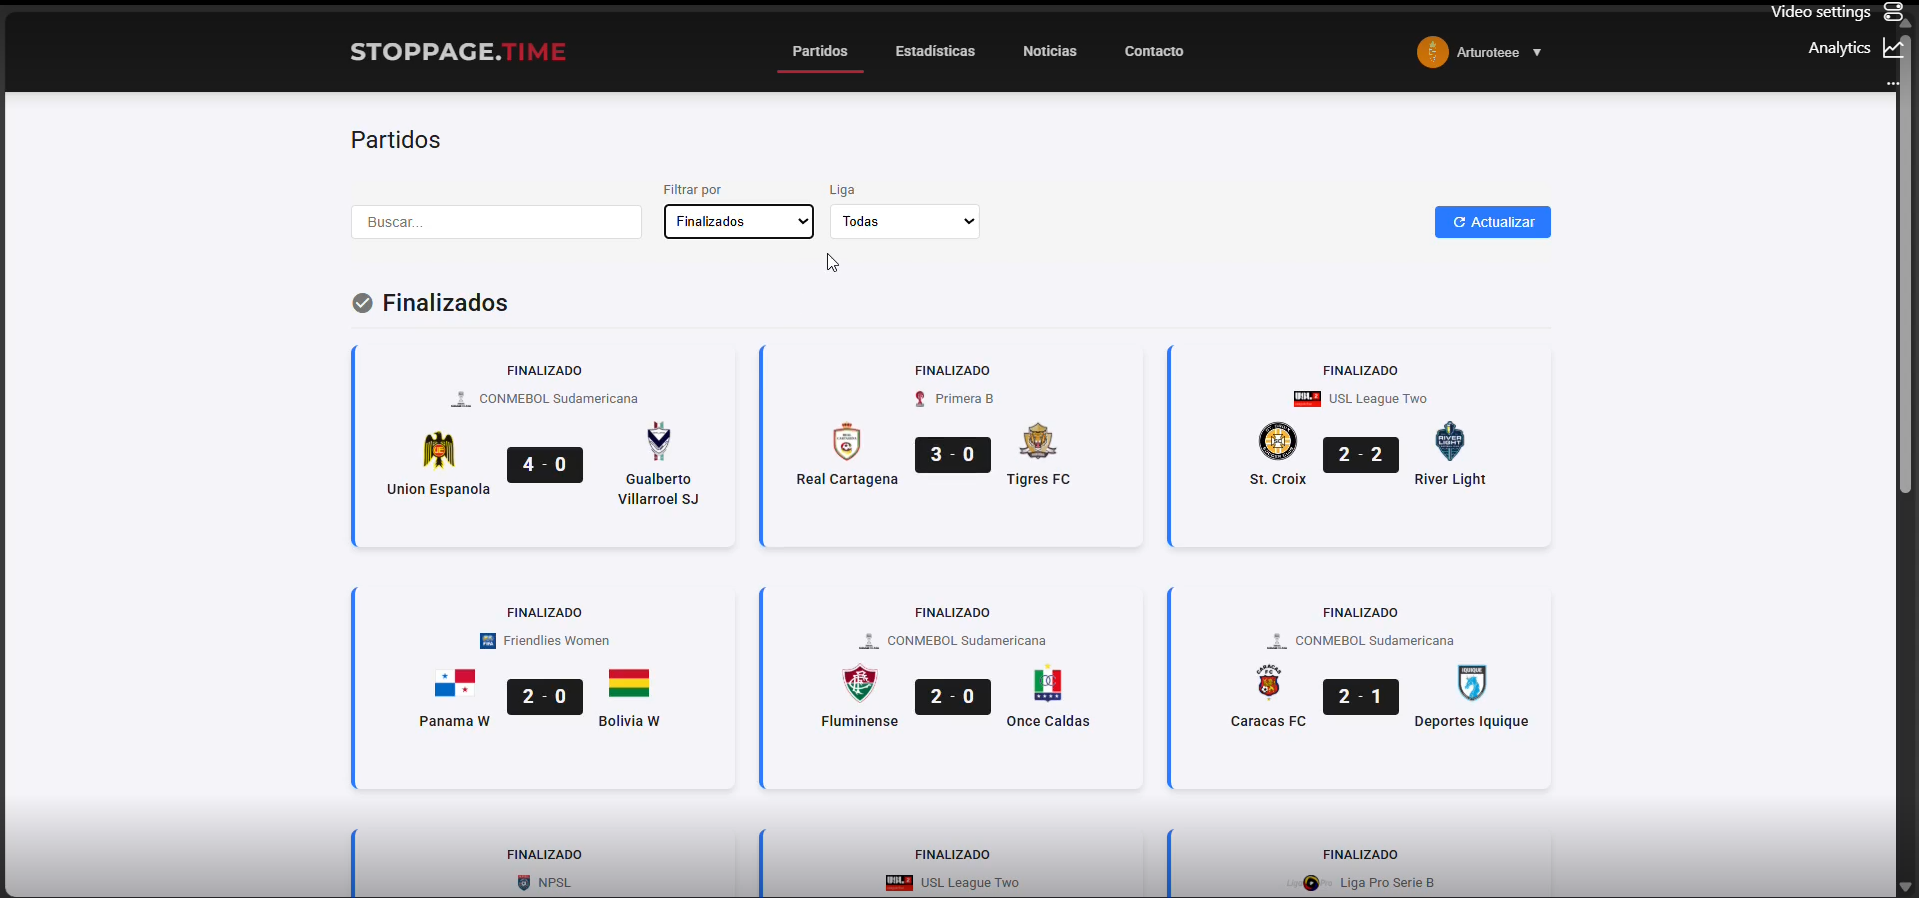 Video settings
STOPPAGE.TIME
Partidos
Estadísticas
Noticias
Contacto
Arturoteee
Analytics
Partidos
Filtrar por
Liga
Buscar...
Finalizados
Todas
Actualizar
Finalizados
FINALIZADO
CONMEBOL Sudamericana
Union Espanola
4 - 0
Gualberto
Villarroel SJ
FINALIZADO
Primera B
Real Cartagena
3 - 0
Tigres FC
FINALIZADO
USL League Two
St. Croix
2 - 2
River Light
FINALIZADO
Friendlies Women
Panama W
2 - 0
Bolivia W
FINALIZADO
CONMEBOL Sudamericana
Fluminense
2 - 0
Once Caldas
FINALIZADO
CONMEBOL Sudamericana
Caracas FC
2 - 1
Deportes Iquique
FINALIZADO
NPSL
FINALIZADO
USL League Two
FINALIZADO
Liga Pro Serie B